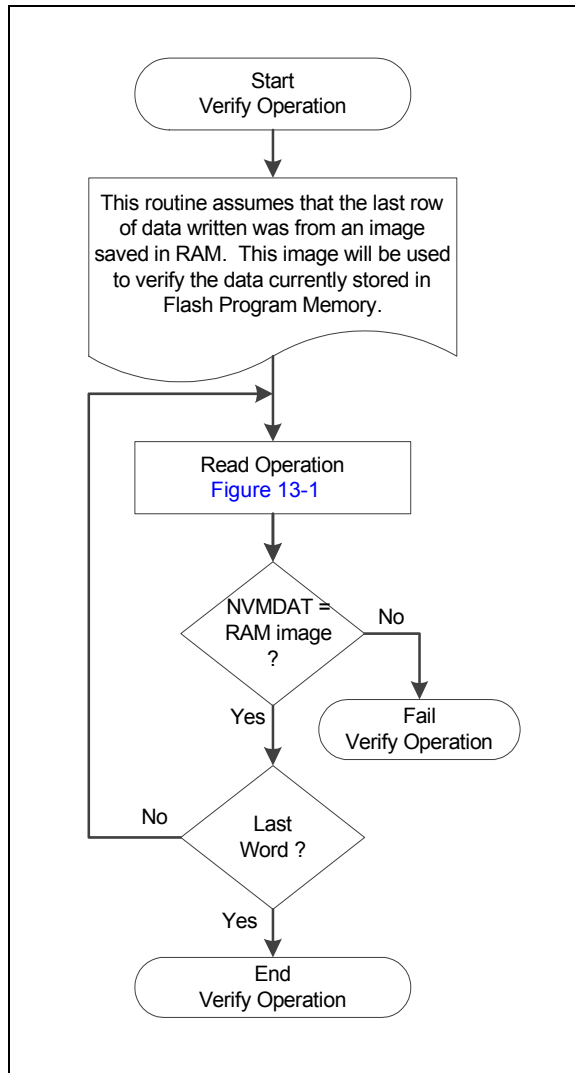 Start
Verify Operation
This routine assumes that the last row
of data written was from an image
saved in RAM.  This image will be used
to verify the data currently stored in
Flash Program Memory.
Read Operation
Figure 13-1
NVMDAT =
RAM image
?
No
Fail
Verify Operation
Yes
No
Last
Word ?
Yes
End
Verify Operation